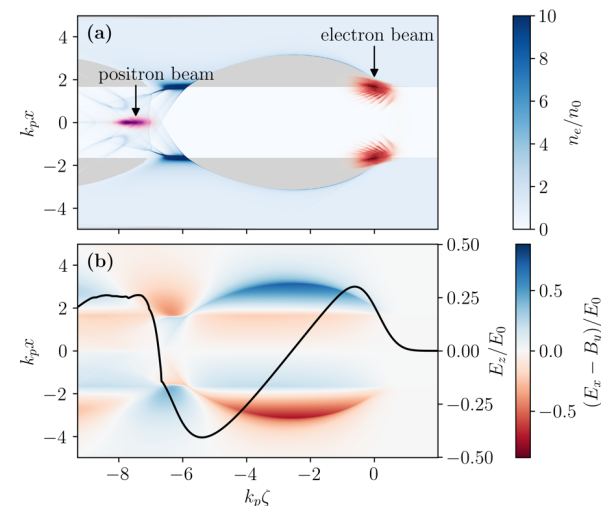 (a)
electron beam
positron beam
4
2
0
−2
−4
k_p x
10
8
6
4
2
0
n_e/n_0
(b)
4
2
0
−2
−4
k_p x
−8
−6
−4
−2
0
k_pζ
0.50
0.25
0.00
−0.25
−0.50
E_z/E_0
0.5
0.0
−0.5
(E_x − B_y)/E_0